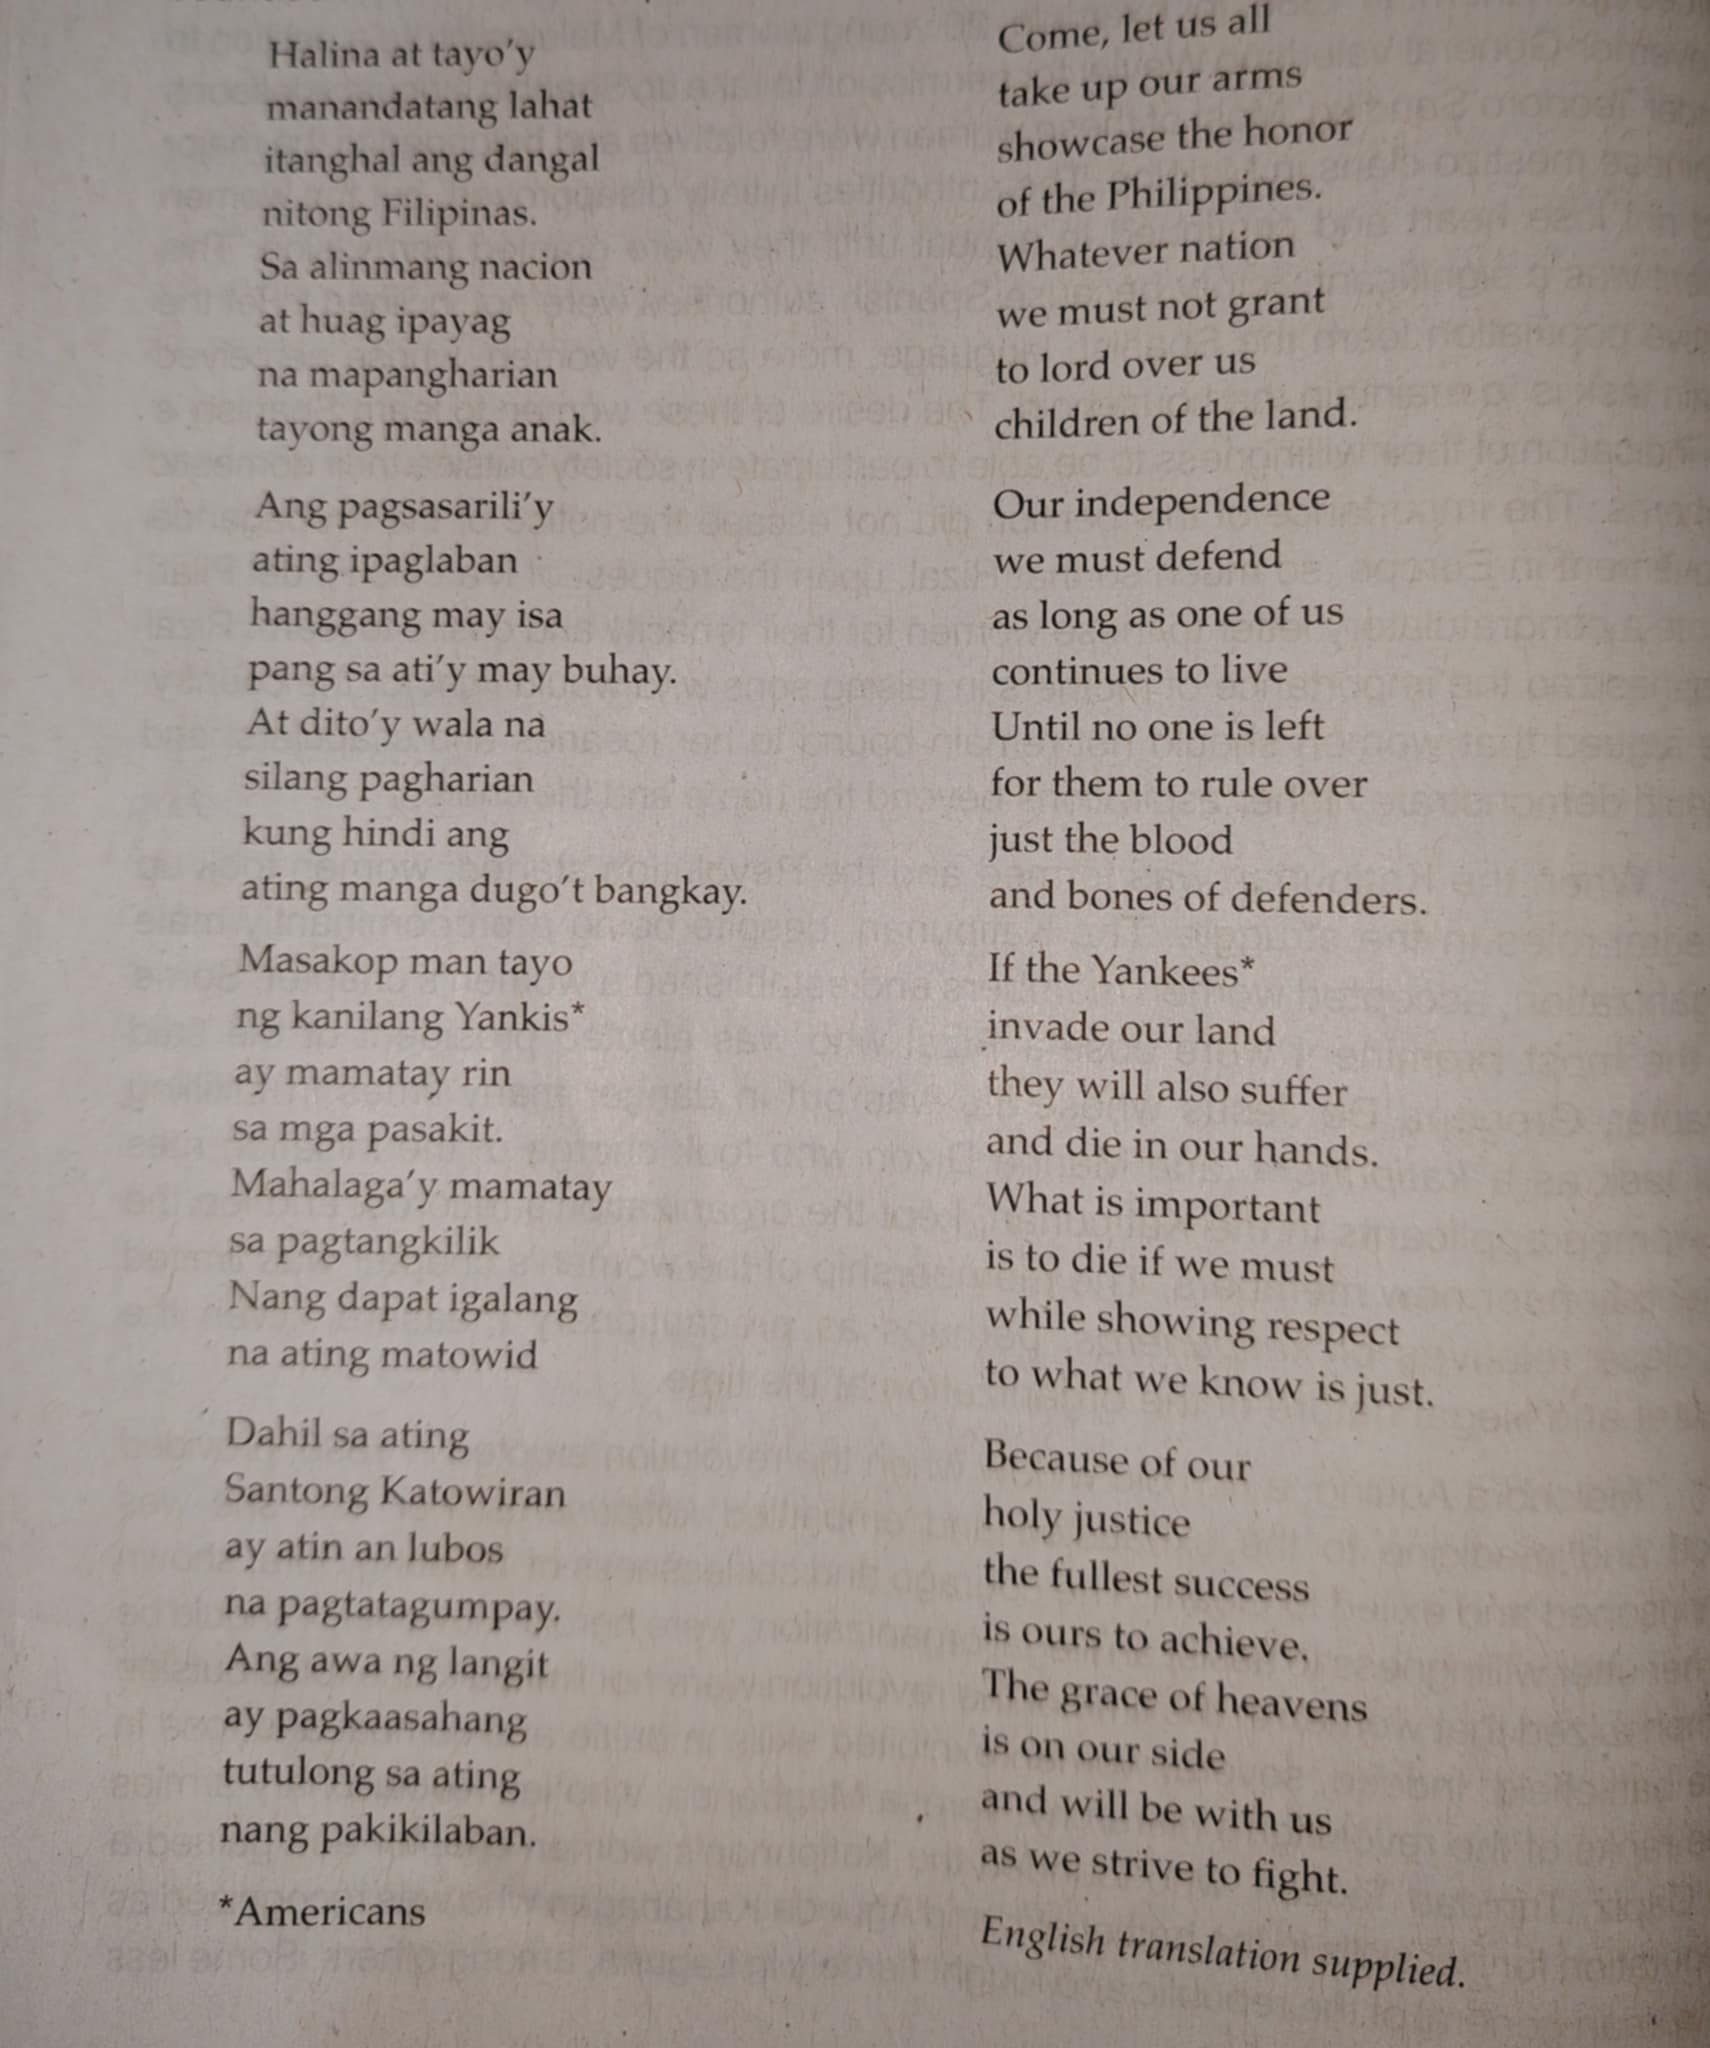 Halina at tayo'y
manandatang lahat
itanghal ang dangal
nitong Filipinas.
Sa alinmang nacion
at huag ipayag
na mapangharian
tayong manga anak.
Ang pagsasarili'y
ating ipaglaban
hanggang may isa
pang sa ati'y may buhay.
At dito'y wala na
silang pagharian
kung hindi ang
ating manga dugo't bangkay.
Masakop man tayo
ng kanilang Yankis*
ay mamatay rin
sa mga pasakit.
Mahalaga'y mamatay
sa pagtangkilik
Nang dapat igalang
na ating matowid
Dahil sa ating
Santong Katowiran
ay atin an lubos
na pagtatagumpay.
Ang awa ng langit
ay pagkaasahang
tutulong sa ating
nang pakikilaban.
*Americans
Come, let us all
take up our arms
showcase the honor
of the Philippines.
Whatever nation
we must not grant
to lord over us
children of the land.
Our independence
we must defend
as long as one of us
continues to live
Until no one is left
for them to rule over
just the blood
and bones of defenders.
If the Yankees*
invade our land
they will also suffer
and die in our hands.
What is important
is to die if we must
while showing respect
to what we know is just.
Because of our
holy justice
the fullest success
is ours to achieve.
The grace of heavens
is on our side
and will be with us
as we strive to fight.
English translation supplied.